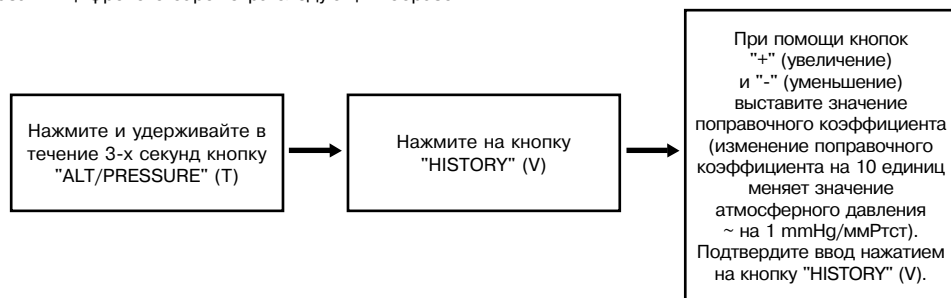 Нажмите и удерживайте в
течение 3-х секунд кнопку
"ALT/PRESSURE" (T)
Нажмите на кнопку
"HISTORY" (V)
При помощи кнопок
"+" (увеличение)
и "-" (уменьшение)
выставите значение
поправочного коэффициента
(изменение поправочного
коэффициента на 10 единиц
меняет значение
атмосферного давления
~ на 1 mmHg/ммРтст).
Подтвердите ввод нажатием
на кнопку "HISTORY" (V).